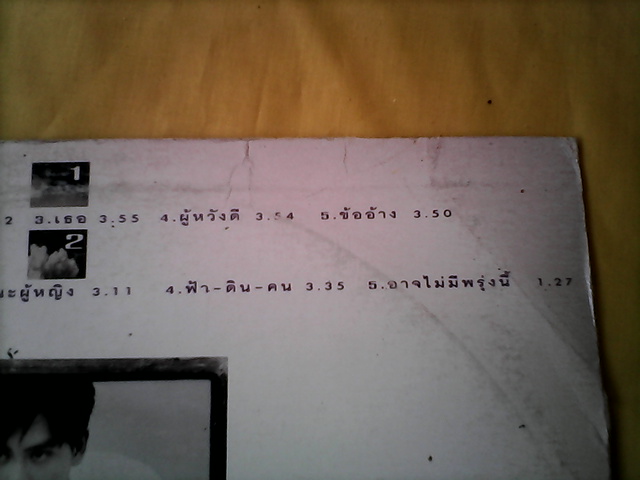 1
2 3.เธอ 3.55 4.ผู้หวังดี 3.54 5.ข้ออ้าง 3.50
2
ะผู้หญิง 3.11 4.ฟ้า-ดิน-คน 3.35 5.อาจไม่มีพรุ่งนี้ 1.27